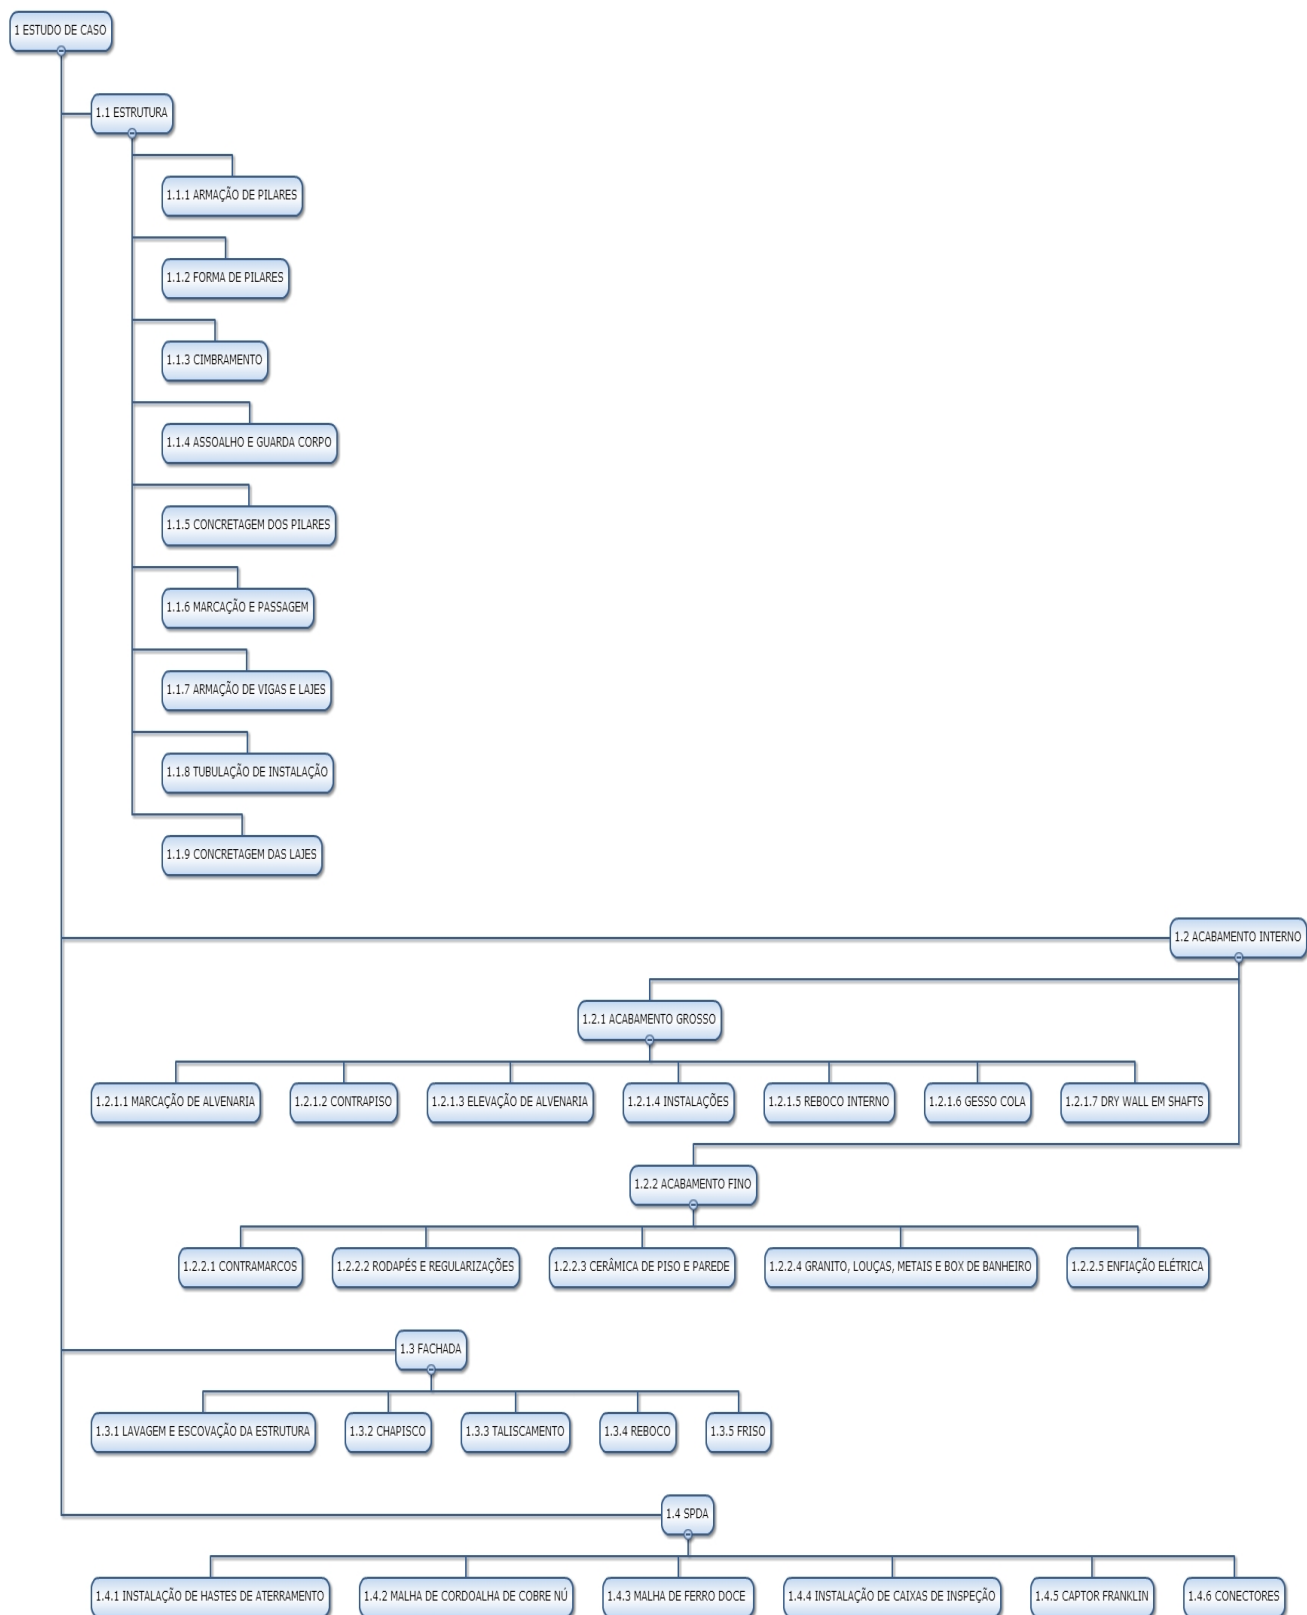 1 ESTUDO DE CASO
1.1 ESTRUTURA
1.1.1 ARMAÇÃO DE PILARES
1.1.2 FORMA DE PILARES
1.1.3 CIMBRAMENTO
1.1.4 ASSOALHO E GUARDA CORPO
1.1.5 CONCRETAGEM DOS PILARES
1.1.6 MARCAÇÃO E PASSAGEM
1.1.7 ARMAÇÃO DE VIGAS E LAJES
1.1.8 TUBULAÇÃO DE INSTALAÇÃO
1.1.9 CONCRETAGEM DAS LAJES
1.2 ACABAMENTO INTERNO
1.2.1 ACABAMENTO GROSSO
1.2.1.1 MARCAÇÃO DE ALVENARIA
1.2.1.2 CONTRAPISO
1.2.1.3 ELEVAÇÃO DE ALVENARIA
1.2.1.4 INSTALAÇÕES
1.2.1.5 REBOCO INTERNO
1.2.1.6 GESSO COLA
1.2.1.7 DRY WALL EM SHAFTS
1.2.2 ACABAMENTO FINO
1.2.2.1 CONTRAMARCOS
1.2.2.2 RODAPÉS E REGULARIZAÇÕES
1.2.2.3 CERÂMICA DE PISO E PAREDE
1.2.2.4 GRANITO, LOUÇAS, METAIS E BOX DE BANHEIRO
1.2.2.5 ENFIAÇÃO ELÉTRICA
1.3 FACHADA
1.3.1 LAVAGEM E ESCOVAÇÃO DA ESTRUTURA
1.3.2 CHAPISCO
1.3.3 TALISCAMENTO
1.3.4 REBOCO
1.3.5 FRISO
1.4 SPDA
1.4.1 INSTALAÇÃO DE HASTES DE ATERRAMENTO
1.4.2 MALHA DE CORDOALHA DE COBRE NÚ
1.4.3 MALHA DE FERRO DOCE
1.4.4 INSTALAÇÃO DE CAIXAS DE INSPEÇÃO
1.4.5 CAPTOR FRANKLIN
1.4.6 CONECTORES